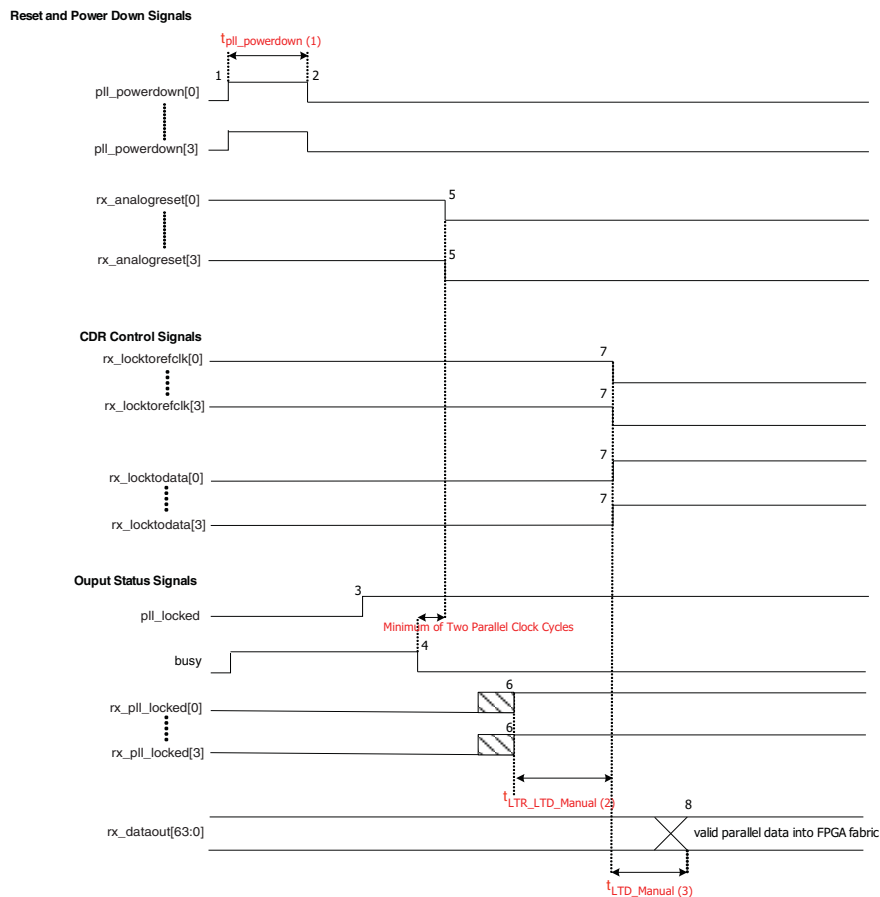 Reset and Power Down Signals
tpll_powerdown (1)
1
2
pll_powerdown[0]
pll_powerdown[3]
rx_analogreset[0]
5
rx_analogreset[3]
5
CDR Control Signals
rx_locktorefclk[0]
7
rx_locktorefclk[3]
7
rx_locktodata[0]
7
rx_locktodata[3]
7
Ouput Status Signals
3
pll_locked
Minimum of Two Parallel Clock Cycles
busy
4
rx_pll_locked[0]
6
rx_pll_locked[3]
6
tLTR_LTD_Manual (2)
8
rx_dataout[63:0]
valid parallel data into FPGA fabric
tLTD_Manual (3)